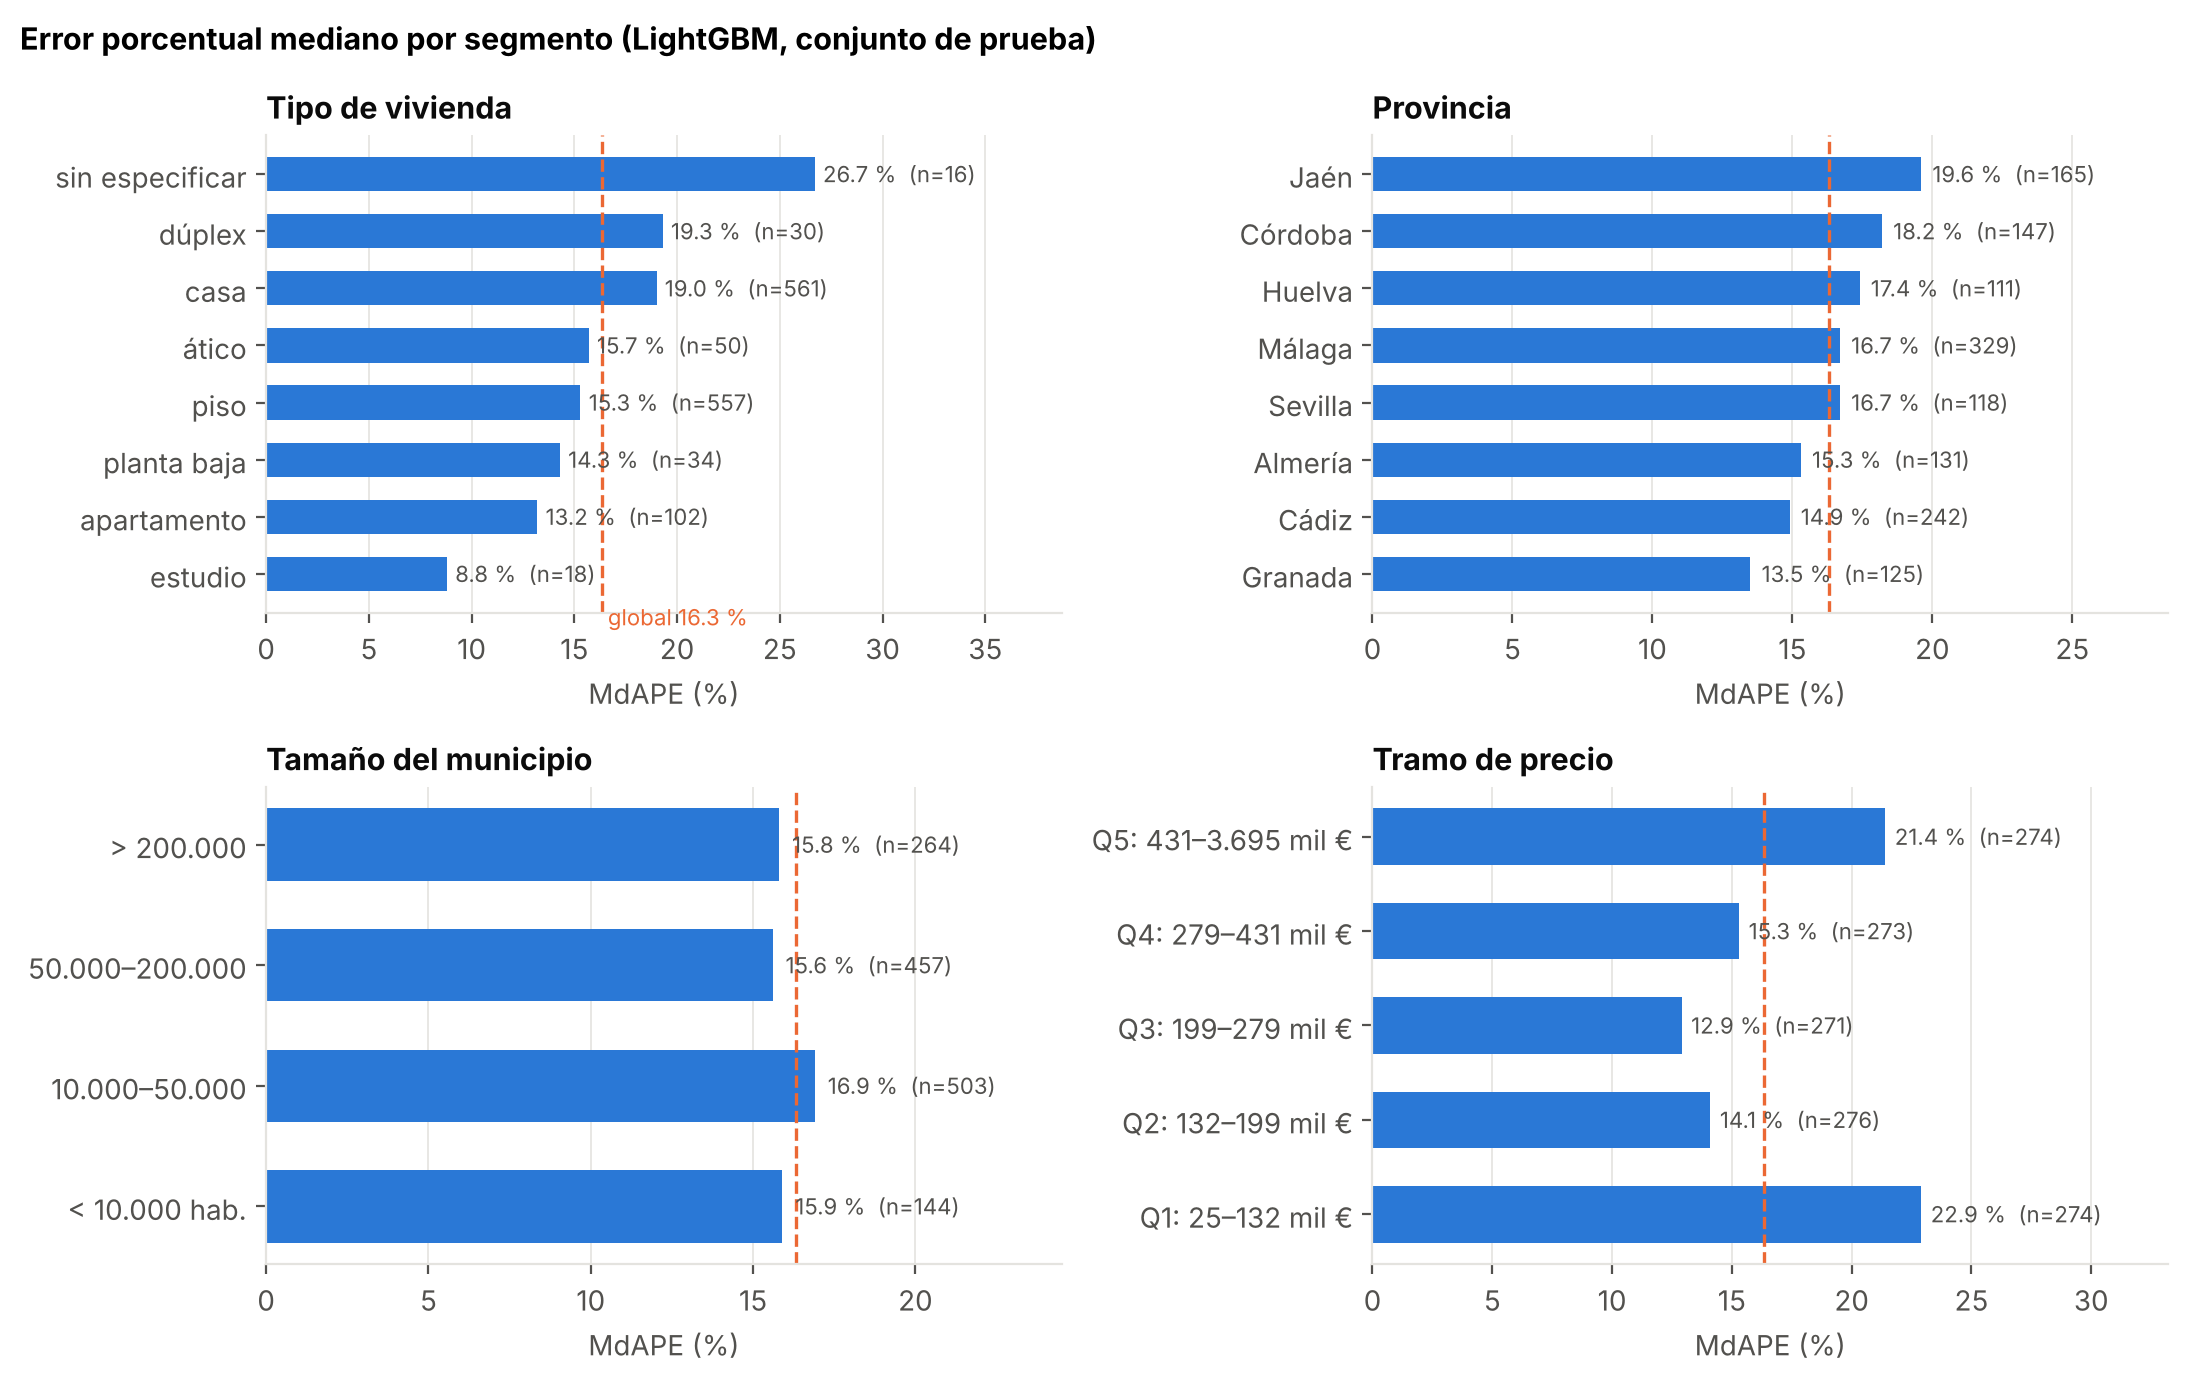 Error porcentual mediano por segmento (LightGBM, conjunto de prueba)
Tipo de vivienda
sin especificar 26.7 % (n=16)
dúplex 19.3 % (n=30)
casa 19.0 % (n=561)
ático 15.7 % (n=50)
piso 15.3 % (n=557)
planta baja 14.3 % (n=34)
apartamento 13.2 % (n=102)
estudio 8.8 % (n=18)
global 16.3 %
0 5 10 15 20 25 30 35
MdAPE (%)
Provincia
Jaén 19.6 % (n=165)
Córdoba 18.2 % (n=147)
Huelva 17.4 % (n=111)
Málaga 16.7 % (n=329)
Sevilla 16.7 % (n=118)
Almería 15.3 % (n=131)
Cádiz 14.9 % (n=242)
Granada 13.5 % (n=125)
0 5 10 15 20 25
MdAPE (%)
Tamaño del municipio
> 200.000 15.8 % (n=264)
50.000–200.000 15.6 % (n=457)
10.000–50.000 16.9 % (n=503)
< 10.000 hab. 15.9 % (n=144)
0 5 10 15 20
MdAPE (%)
Tramo de precio
Q5: 431–3.695 mil € 21.4 % (n=274)
Q4: 279–431 mil € 15.3 % (n=273)
Q3: 199–279 mil € 12.9 % (n=271)
Q2: 132–199 mil € 14.1 % (n=276)
Q1: 25–132 mil € 22.9 % (n=274)
0 5 10 15 20 25 30
MdAPE (%)